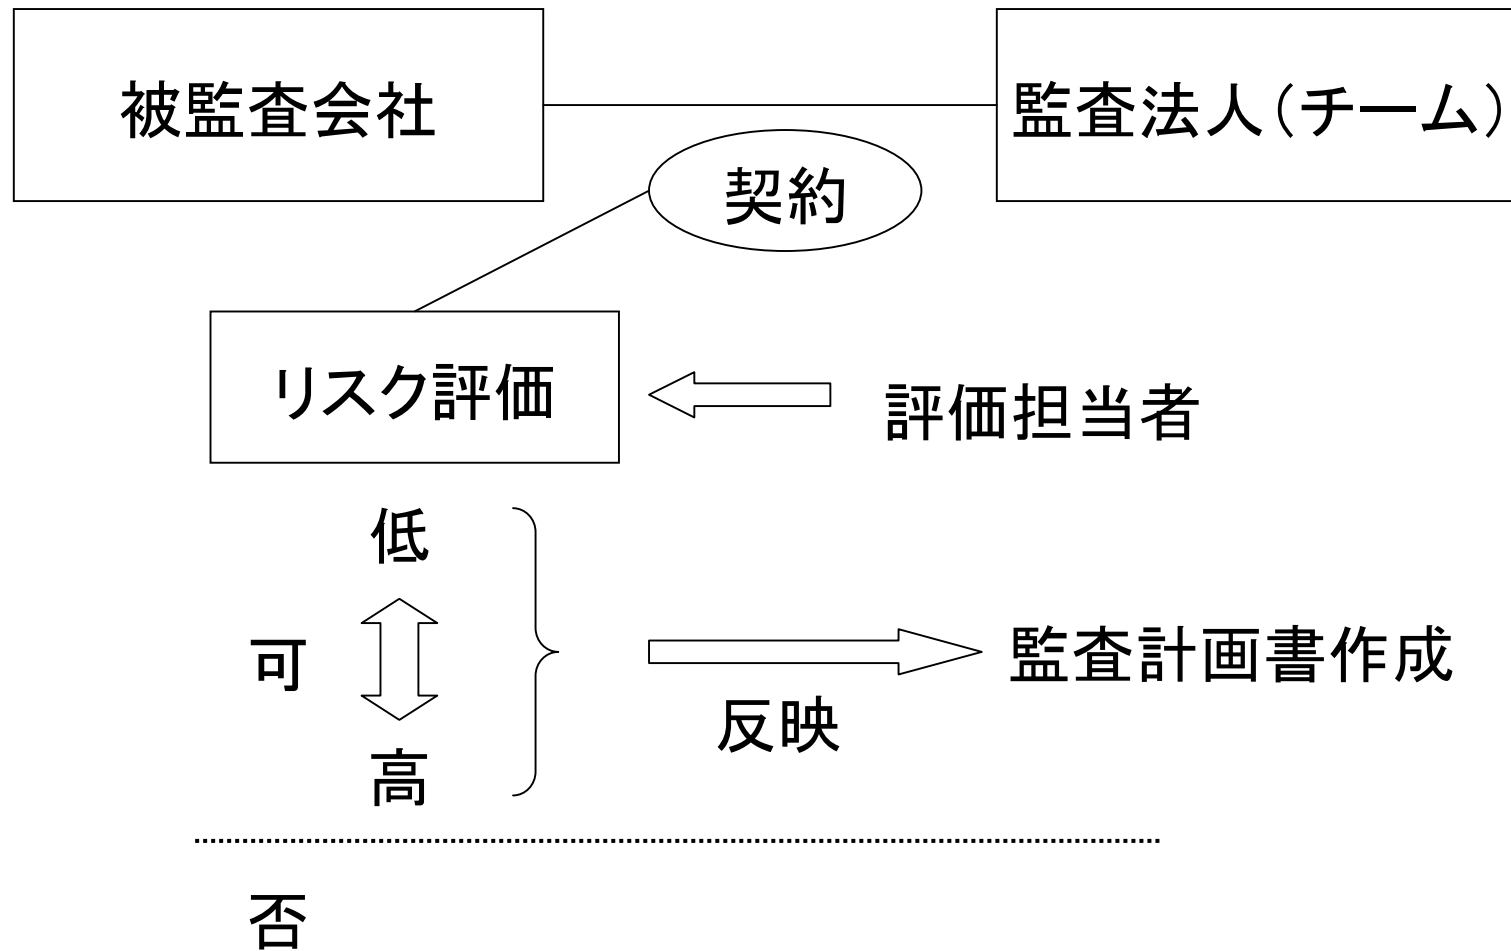 被監査会社
監査法人(チーム)
契約
リスク評価
評価担当者
低
可
高
反映
監査計画書作成
否